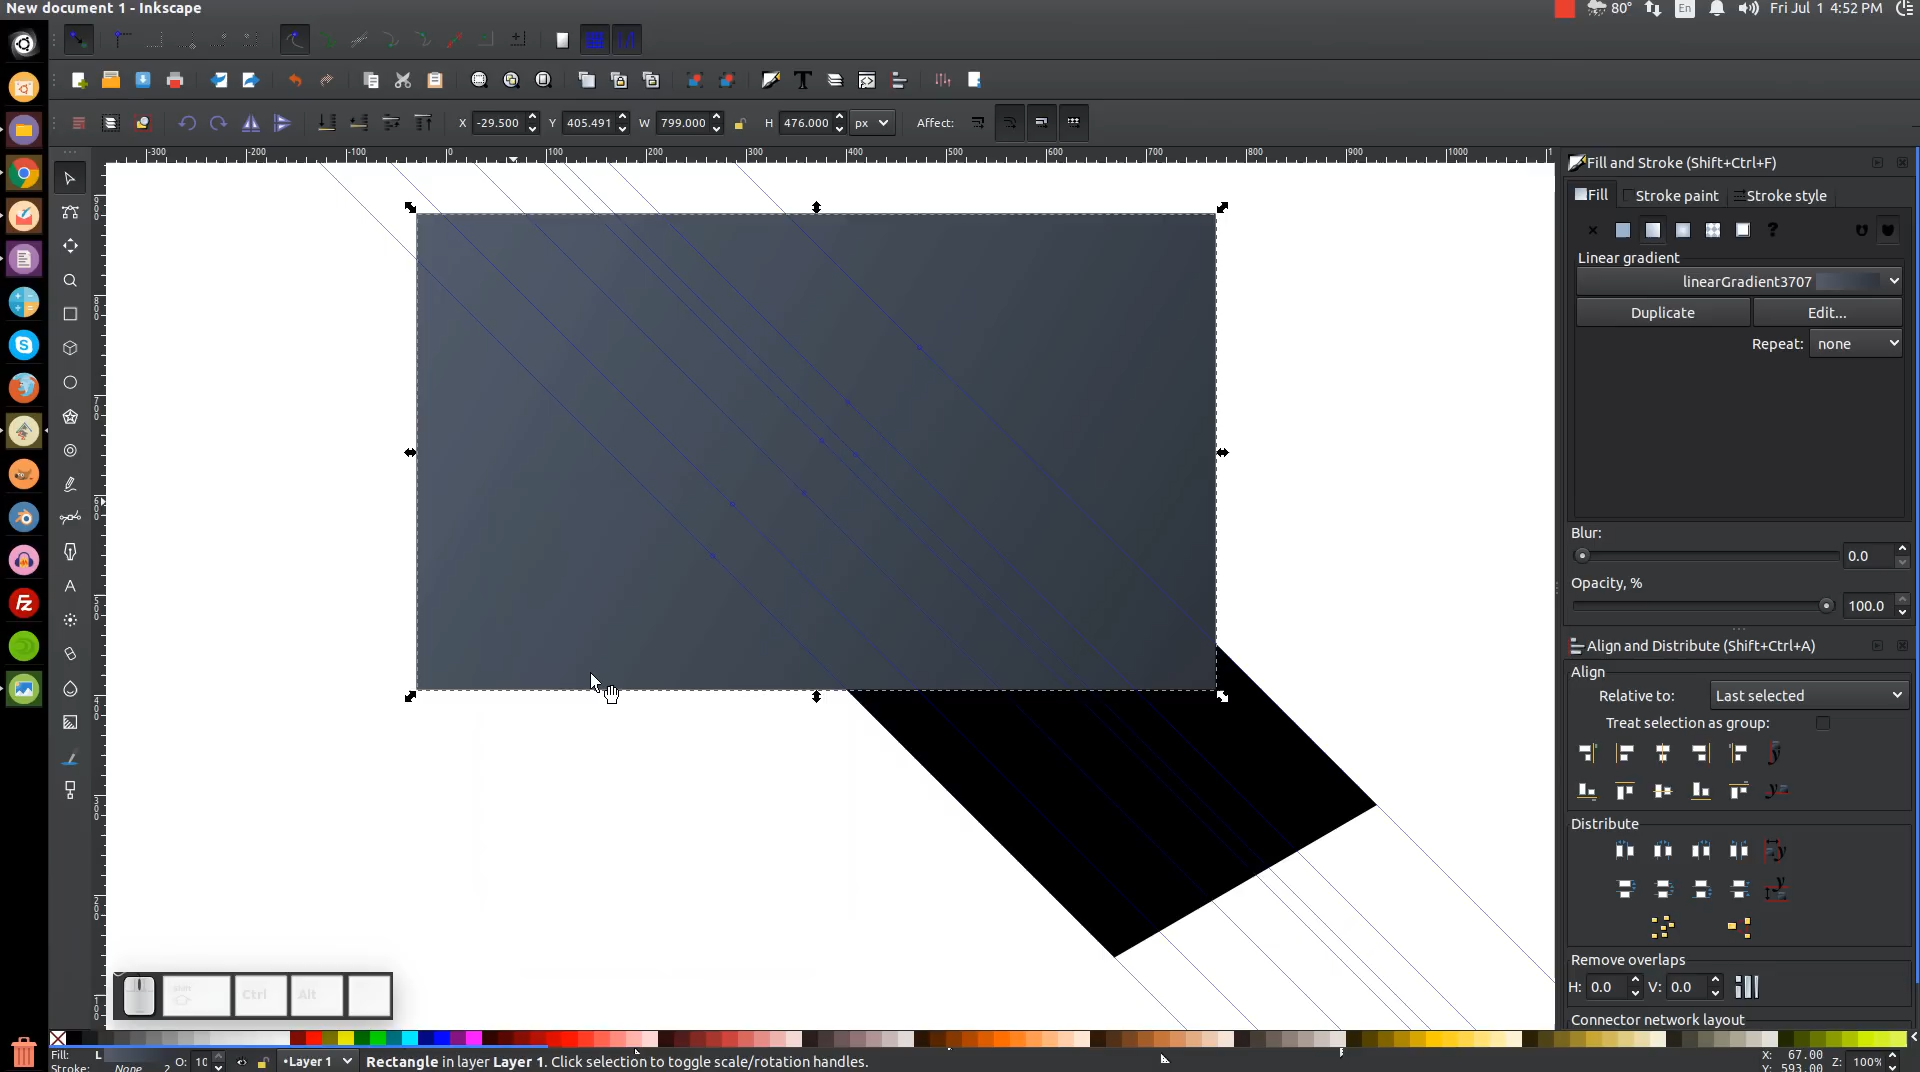 New document 1 - Inkscape
80° En Fri Jul 1 4:52 PM
X -29.500 Y 405.491 W 799.000 H 476.000 px Affect:
-300 -200 -100 0 100 200 300 400 500 600 700 800 900 1000
Fill and Stroke (Shift+Ctrl+F)
Fill Stroke paint Stroke style
Linear gradient
linearGradient3707
Duplicate Edit...
Repeat: none
Blur:
0.0
Opacity, %
100.0
Align and Distribute (Shift+Ctrl+A)
Align
Relative to: Last selected
Treat selection as group:
Distribute
Remove overlaps
H: 0.0 V: 0.0
Connector network layout
Ctrl Alt
Fill: L O: 10 •Layer 1 Rectangle in layer Layer 1. Click selection to toggle scale/rotation handles. X: 67.00 Z: 100%
Stroke: None 2 Y: 593.00